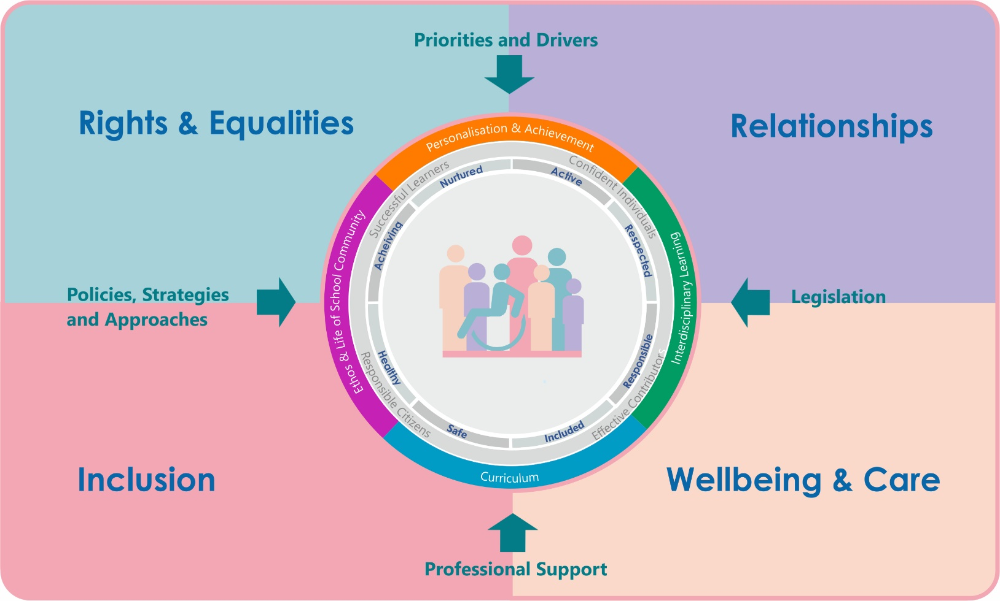 Priorities and Drivers
Rights & Equalities
Relationships
Personalisation & Achievement
Successful Learners
Confident Individuals
Nurtured
Active
Acheiving
Respected
Ethos & Life of School Community
Interdisciplinary Learning
Policies, Strategies
and Approaches
Legislation
Healthy
Responsible
Responsible Citizens
Effective Contributors
Safe
Included
Curriculum
Inclusion
Wellbeing & Care
Professional Support